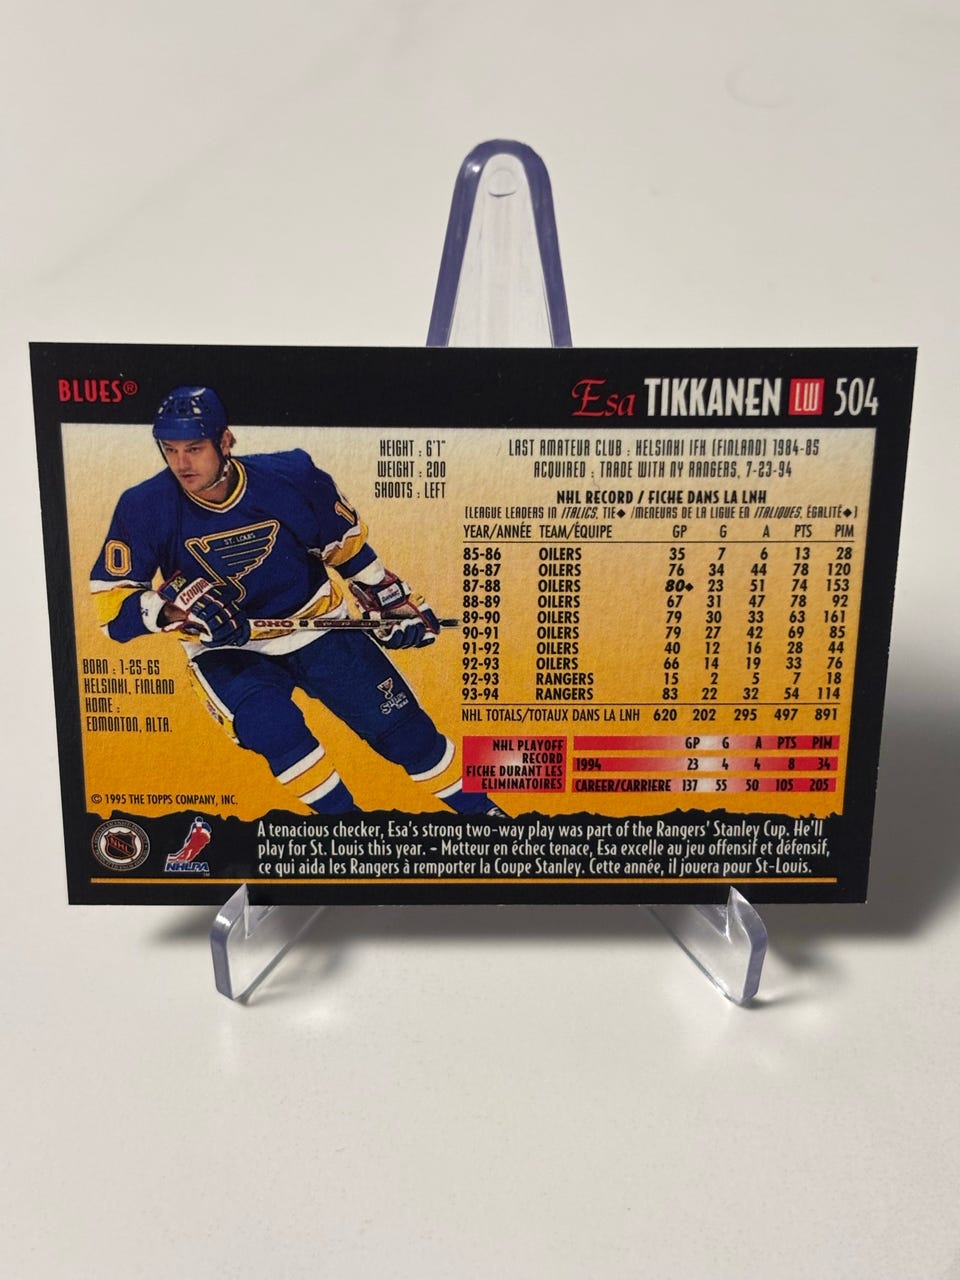 BLUES®
Esa TIKKANEN LW 504
HEIGHT : 6'1"
WEIGHT : 200
SHOOTS : LEFT
LAST AMATEUR CLUB : HELSINKI IFK (FINLAND) 1984-85
ACQUIRED : TRADE WITH NY RANGERS, 7-23-94
NHL RECORD / FICHE DANS LA LNH
(LEAGUE LEADERS IN ITALICS, TIE◆ /MENEURS DE LA LIGUE EN ITALIQUES, ÉGALITÉ◆)
YEAR/ANNÉE TEAM/ÉQUIPE GP G A PTS PIM
85-86 OILERS 35 7 6 13 28
86-87 OILERS 76 34 44 78 120
87-88 OILERS 80◆ 23 51 74 153
88-89 OILERS 67 31 47 78 92
89-90 OILERS 79 30 33 63 161
90-91 OILERS 79 27 42 69 85
91-92 OILERS 40 12 16 28 44
92-93 OILERS 66 14 19 33 76
92-93 RANGERS 15 2 5 7 18
93-94 RANGERS 83 22 32 54 114
NHL TOTALS/TOTAUX DANS LA LNH 620 202 295 497 891
NHL PLAYOFF
RECORD
FICHE DURANT LES
ELIMINATOIRES
GP G A PTS PIM
1994 23 4 4 8 34
CAREER/CARRIERE 137 55 50 105 205
ST. LOUIS
10
0
Cooper
OHO
BORN : 1-25-65
HELSINKI, FINLAND
HOME :
EDMONTON, ALTA.
© 1995 THE TOPPS COMPANY, INC.
NHL
NHLPA
TM
A tenacious checker, Esa's strong two-way play was part of the Rangers' Stanley Cup. He'll
play for St. Louis this year. – Metteur en échec tenace, Esa excelle au jeu offensif et défensif,
ce qui aida les Rangers à remporter la Coupe Stanley. Cette année, il jouera pour St-Louis.